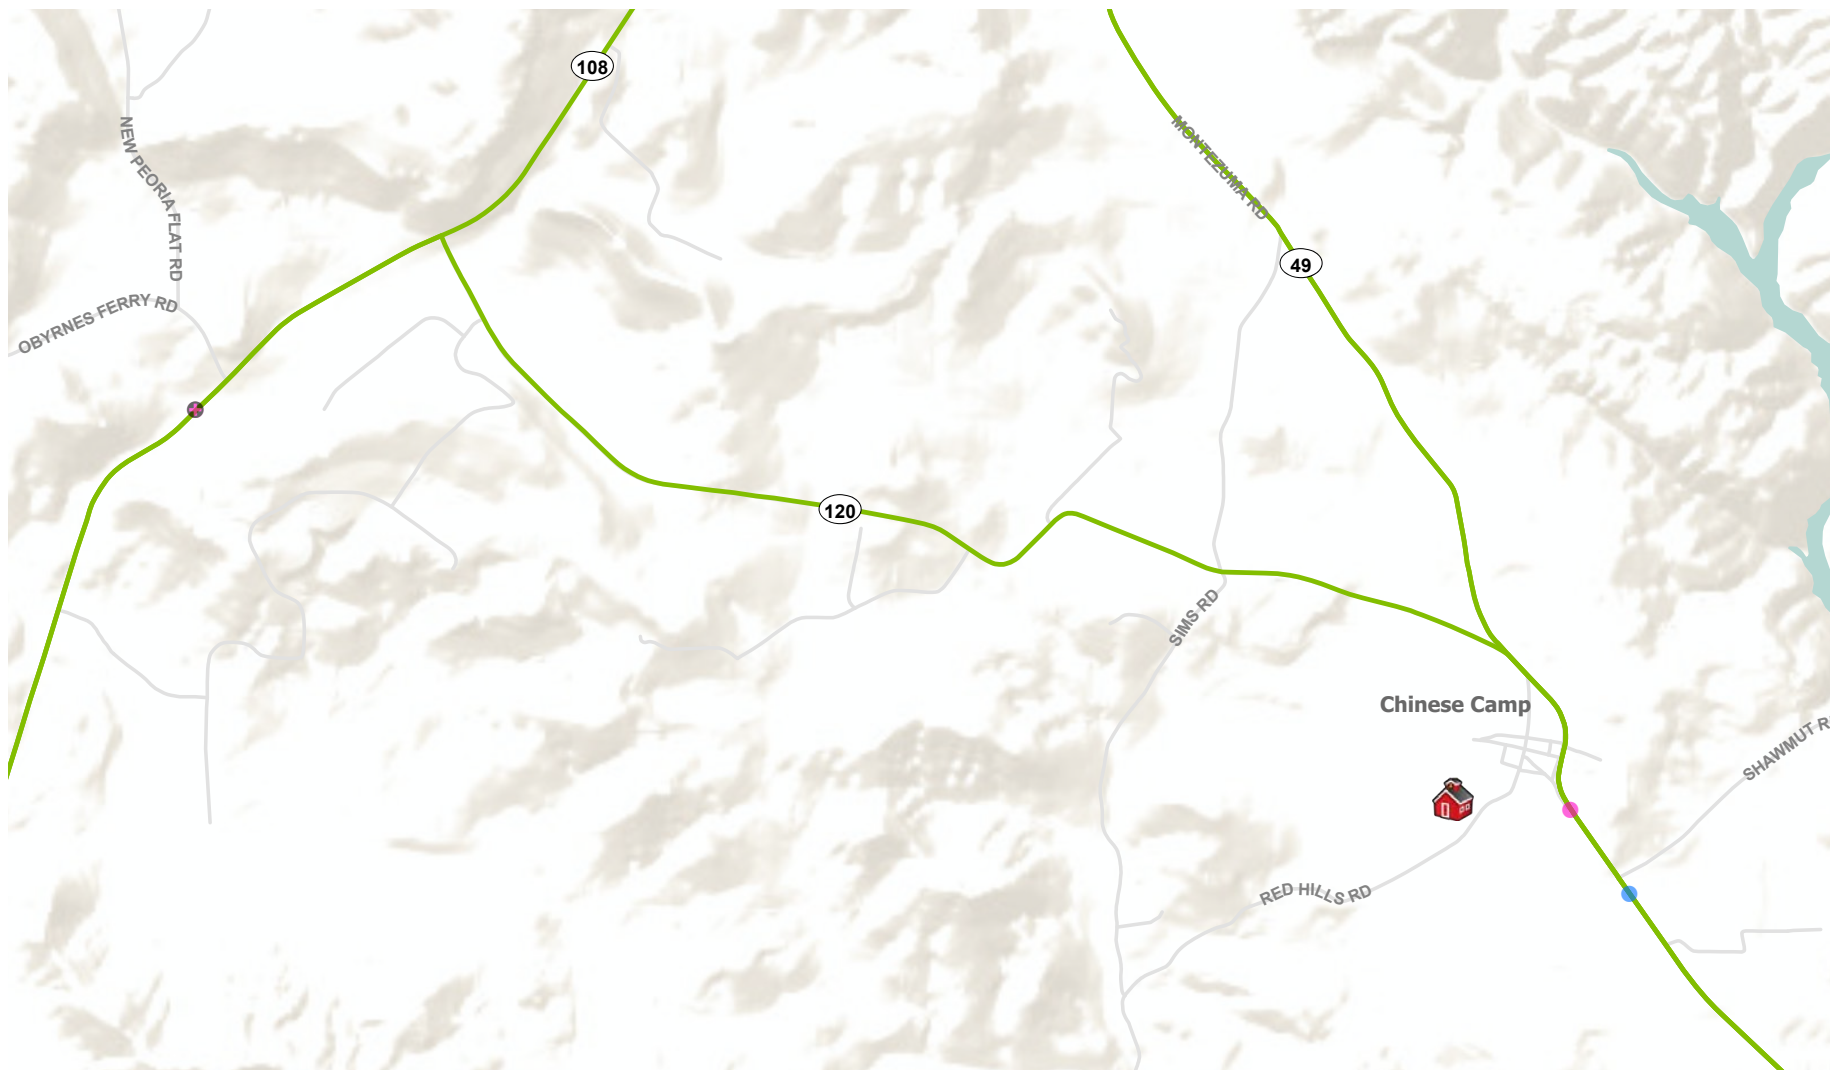 108
MONTEZUMA RD
NEW PEORIA FLAT RD
49
OBYRNES FERRY RD
120
SIMS RD
Chinese Camp
SHAWMUT R
RED HILLS RD